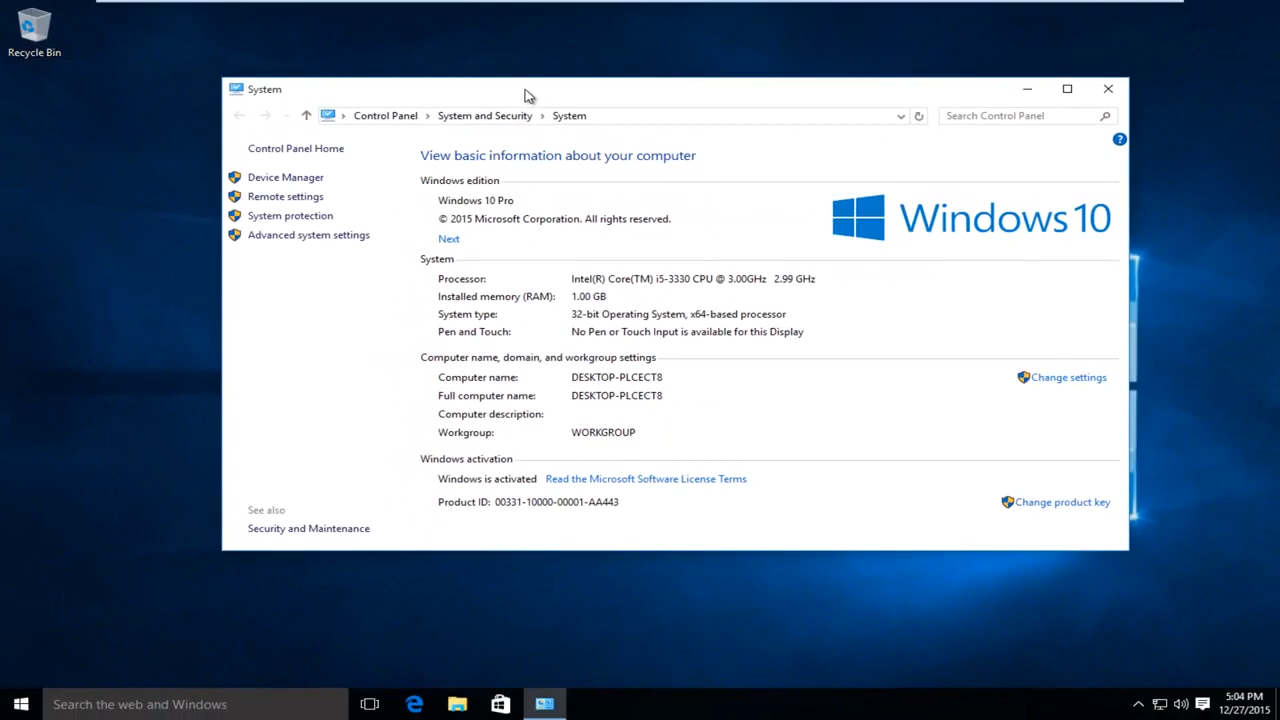 Recycle Bin
System
Control Panel System and Security System
Search Control Panel
Control Panel Home
Device Manager
Remote settings
System protection
Advanced system settings
See also
Security and Maintenance
View basic information about your computer
Windows edition
Windows 10 Pro
© 2015 Microsoft Corporation. All rights reserved.
Next
Windows 10
System
Processor: Intel(R) Core(TM) i5-3330 CPU @ 3.00GHz 2.99 GHz
Installed memory (RAM): 1.00 GB
System type: 32-bit Operating System, x64-based processor
Pen and Touch: No Pen or Touch Input is available for this Display
Computer name, domain, and workgroup settings
Computer name: DESKTOP-PLCECT8
Change settings
Full computer name: DESKTOP-PLCECT8
Computer description:
Workgroup: WORKGROUP
Windows activation
Windows is activated Read the Microsoft Software License Terms
Product ID: 00331-10000-00001-AA443
Change product key
Search the web and Windows
5:04 PM
12/27/2015